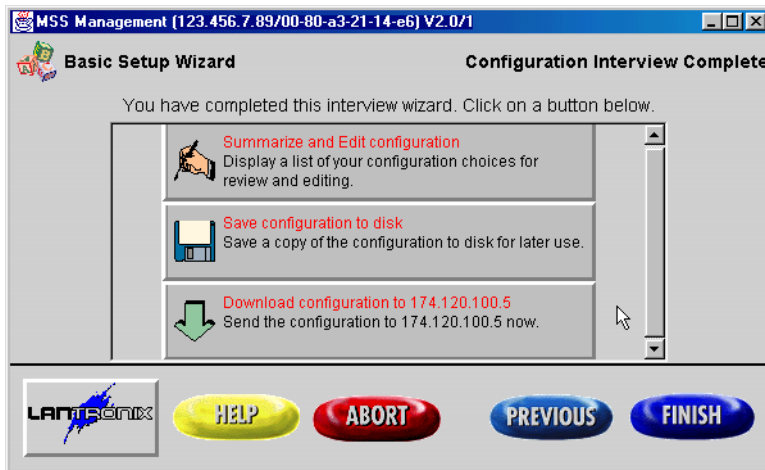 MSS Management (123.456.7.89/00-80-a3-21-14-e6) V2.0/1
Basic Setup Wizard
Configuration Interview Complete
You have completed this interview wizard. Click on a button below.
Summarize and Edit configuration
Display a list of your configuration choices for
review and editing.
Save configuration to disk
Save a copy of the configuration to disk for later use.
Download configuration to 174.120.100.5
Send the configuration to 174.120.100.5 now.
LANTRONIX
HELP
ABORT
PREVIOUS
FINISH